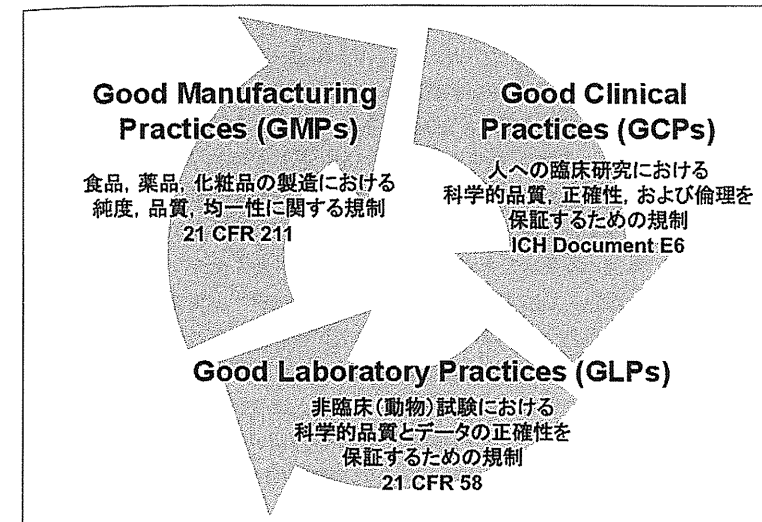 Good Manufacturing
Practices (GMPs)
食品, 薬品, 化粧品の製造における
純度, 品質, 均一性に関する規制
21 CFR 211
Good Clinical
Practices (GCPs)
人への臨床研究における
科学的品質, 正確性, および倫理を
保証するための規制
ICH Document E6
Good Laboratory Practices (GLPs)
非臨床(動物)試験における
科学的品質とデータの正確性を
保証するための規制
21 CFR 58